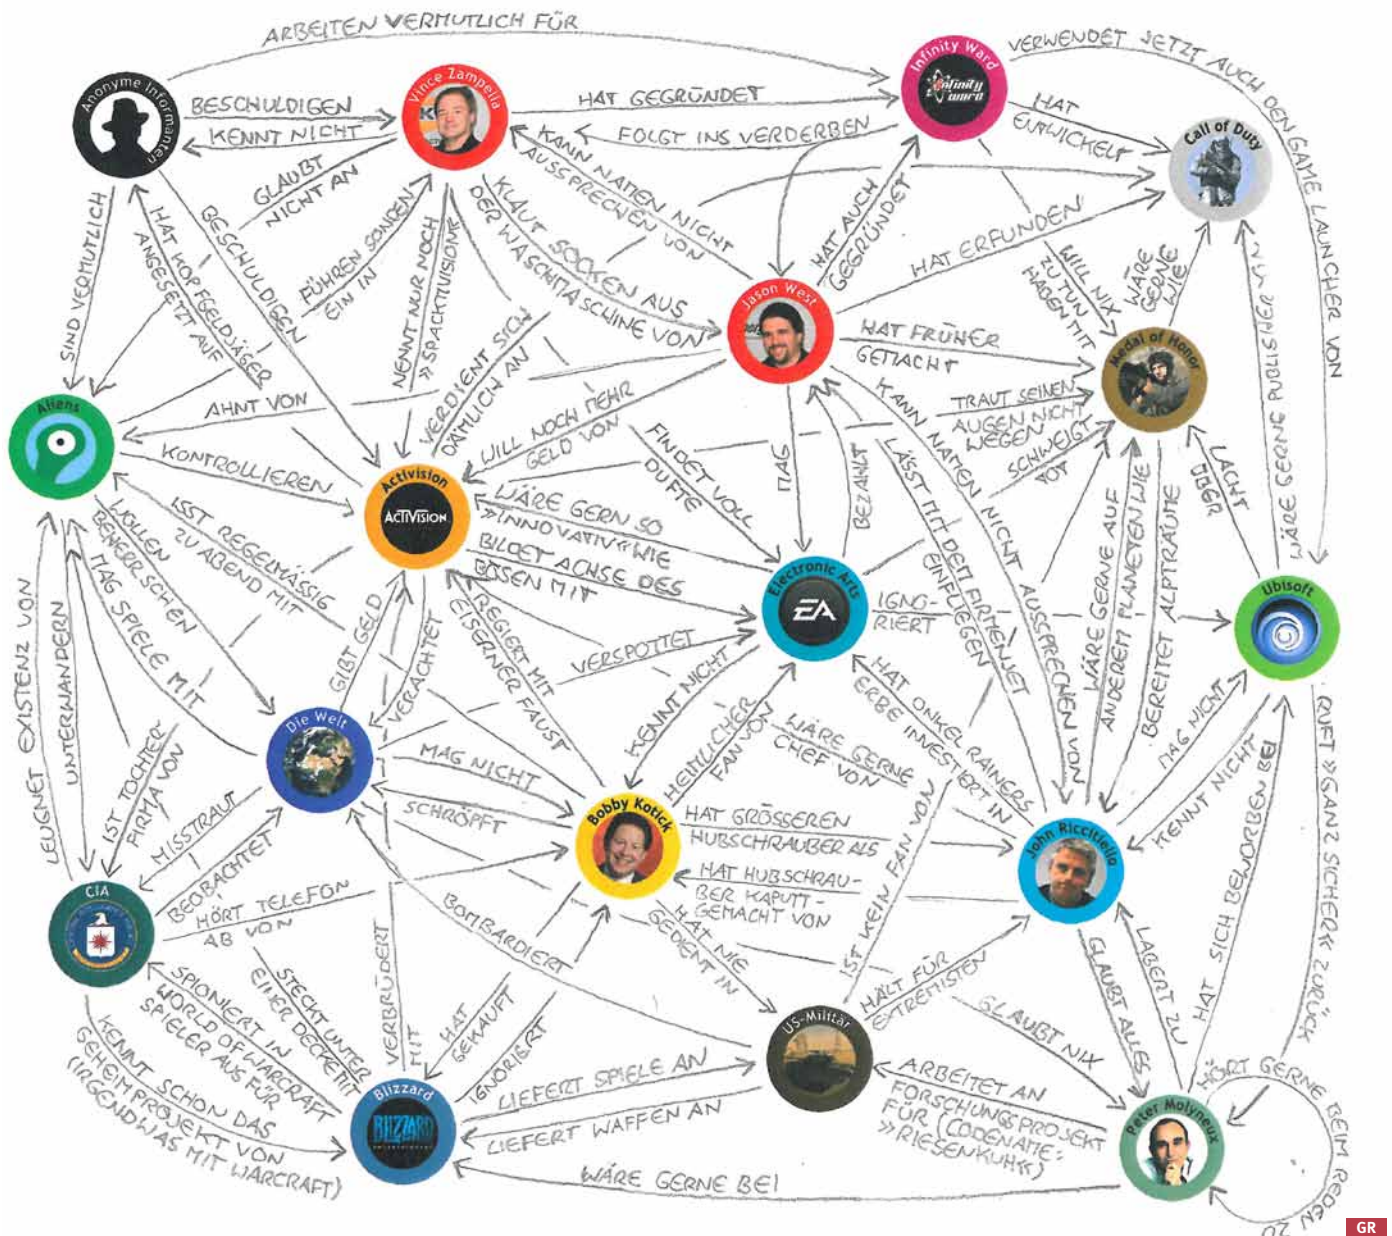 ARBEITEN VERMUTLICH FÜR
VERWENDET JETZT AUCH DEN GAME LAUNCHER VON
Anonyme Informanten
BESCHULDIGEN
KENNT NICHT
Vince Zampella
HAT GEGRÜNDET
FOLGT INS VERDERBEN
Infinity Ward
infinity
ward
HAT
ENTWICKELT
Call of Duty
GLAUBT
NICHT AN
KANN NAMEN NICHT
AUSSPRECHEN VON
SIND VERMUTLICH
HAT KOPFGELDJÄGER
ANGESETZT AUF
BESCHULDIGEN
FÜHREN SONDEN
EIN IN
NENNT NUR NOCH
»SPACKTIVISION«
KLAUT SOCKEN AUS
DER WASCHMASCHINE VON
HAT AUCH
GEGRÜNDET
HAT ERFUNDEN
WILL NIX
ZU TUN
HABEN MIT
WÄRE
GERNE
WIE
WÄRE GERNE PUBLISHER
VON
Jason West
HAT FRÜHER
GEMACHT
Medal of Honor
VERDIENT SICH
DÄMLICH AN
Aliens
AHNT VON
WILL NOCH MEHR
GELD VON
TRAUT SEINEN
AUGEN NICHT
WEGEN
SCHWEIGT
TOT
KONTROLLIEREN
Activision
ACTIVISION
FINDET VOLL
DUFTE
MAG
BEZAHLT
KANN NAMEN NICHT AUSSPRECHEN VON
LÄSST MIT DEM FIRMENJET
EINFLIEGEN
LACHT
ÜBER
WOLLEN
BEHERRSCHEN
ISST REGELMÄSSIG
ZU ABEND MIT
WÄRE GERN SO
»INNOVATIV« WIE
BILDET ACHSE DES
BÖSEN MIT
Electronic Arts
EA
IGNO-
RIERT
WÄRE GERNE AUF
ANDEREM PLANETEN WIE
BEREITET ALPTRÄUME
Ubisoft
LEUGNET EXISTENZ VON
UNTERWANDERN
MAG SPIELE MIT
GIBT GELD
VERACHTET
REGIERT MIT
EISERNER FAUST
VERSPOTTET
KENNT NICHT
HAT ONKEL RAINERS
ERBE INVESTIERT IN
MAG NICHT
KENNT NICHT
RUFT »GANZ SICHER« ZURÜCK
Die Welt
IST TOCHTER-
FIRMA VON
MISSTRAUT
MAG NICHT
SCHRÖPFT
HEIMLICHER
FAN VON
WÄRE GERNE
CHEF VON
Bobby Kotick
HAT GRÖSSEREN
HUBSCHRAUBER ALS
John Riccitiello
HAT SICH BEWORBEN BEI
CIA
BEOBACHTET
HÖRT TELEFON
AB VON
HAT HUBSCHRAU-
BER KAPUTT-
GEMACHT VON
BOMBARDIERT
HAT NIE
GEDIENT IN
IST KEIN FAN VON
HÄLT FÜR
EXTREMISTEN
GLAUBT ALLES
LABERT ZU
SPIONIERT IN
WORLD OF WARCRAFT
SPIELER AUS FÜR
STECKT UNTER
EINER DECKE MIT
VERBRÜDERT
MIT
HAT
GEKAUFT
IGNORIERT
US-Militär
GLAUBT NIX
KENNT SCHON DAS
GEHEIMPROJEKT VON
(IRGENDWAS MIT WARCRAFT)
Blizzard
BLIZZARD
ENTERTAINMENT
LIEFERT SPIELE AN
LIEFERT WAFFEN AN
ARBEITET AN
FORSCHUNGSPROJEKT
FÜR (CODENAME:
»RIESENKUH«)
Peter Molyneux
HÖRT GERNE BEIM REDEN ZU
WÄRE GERNE BEI
GR